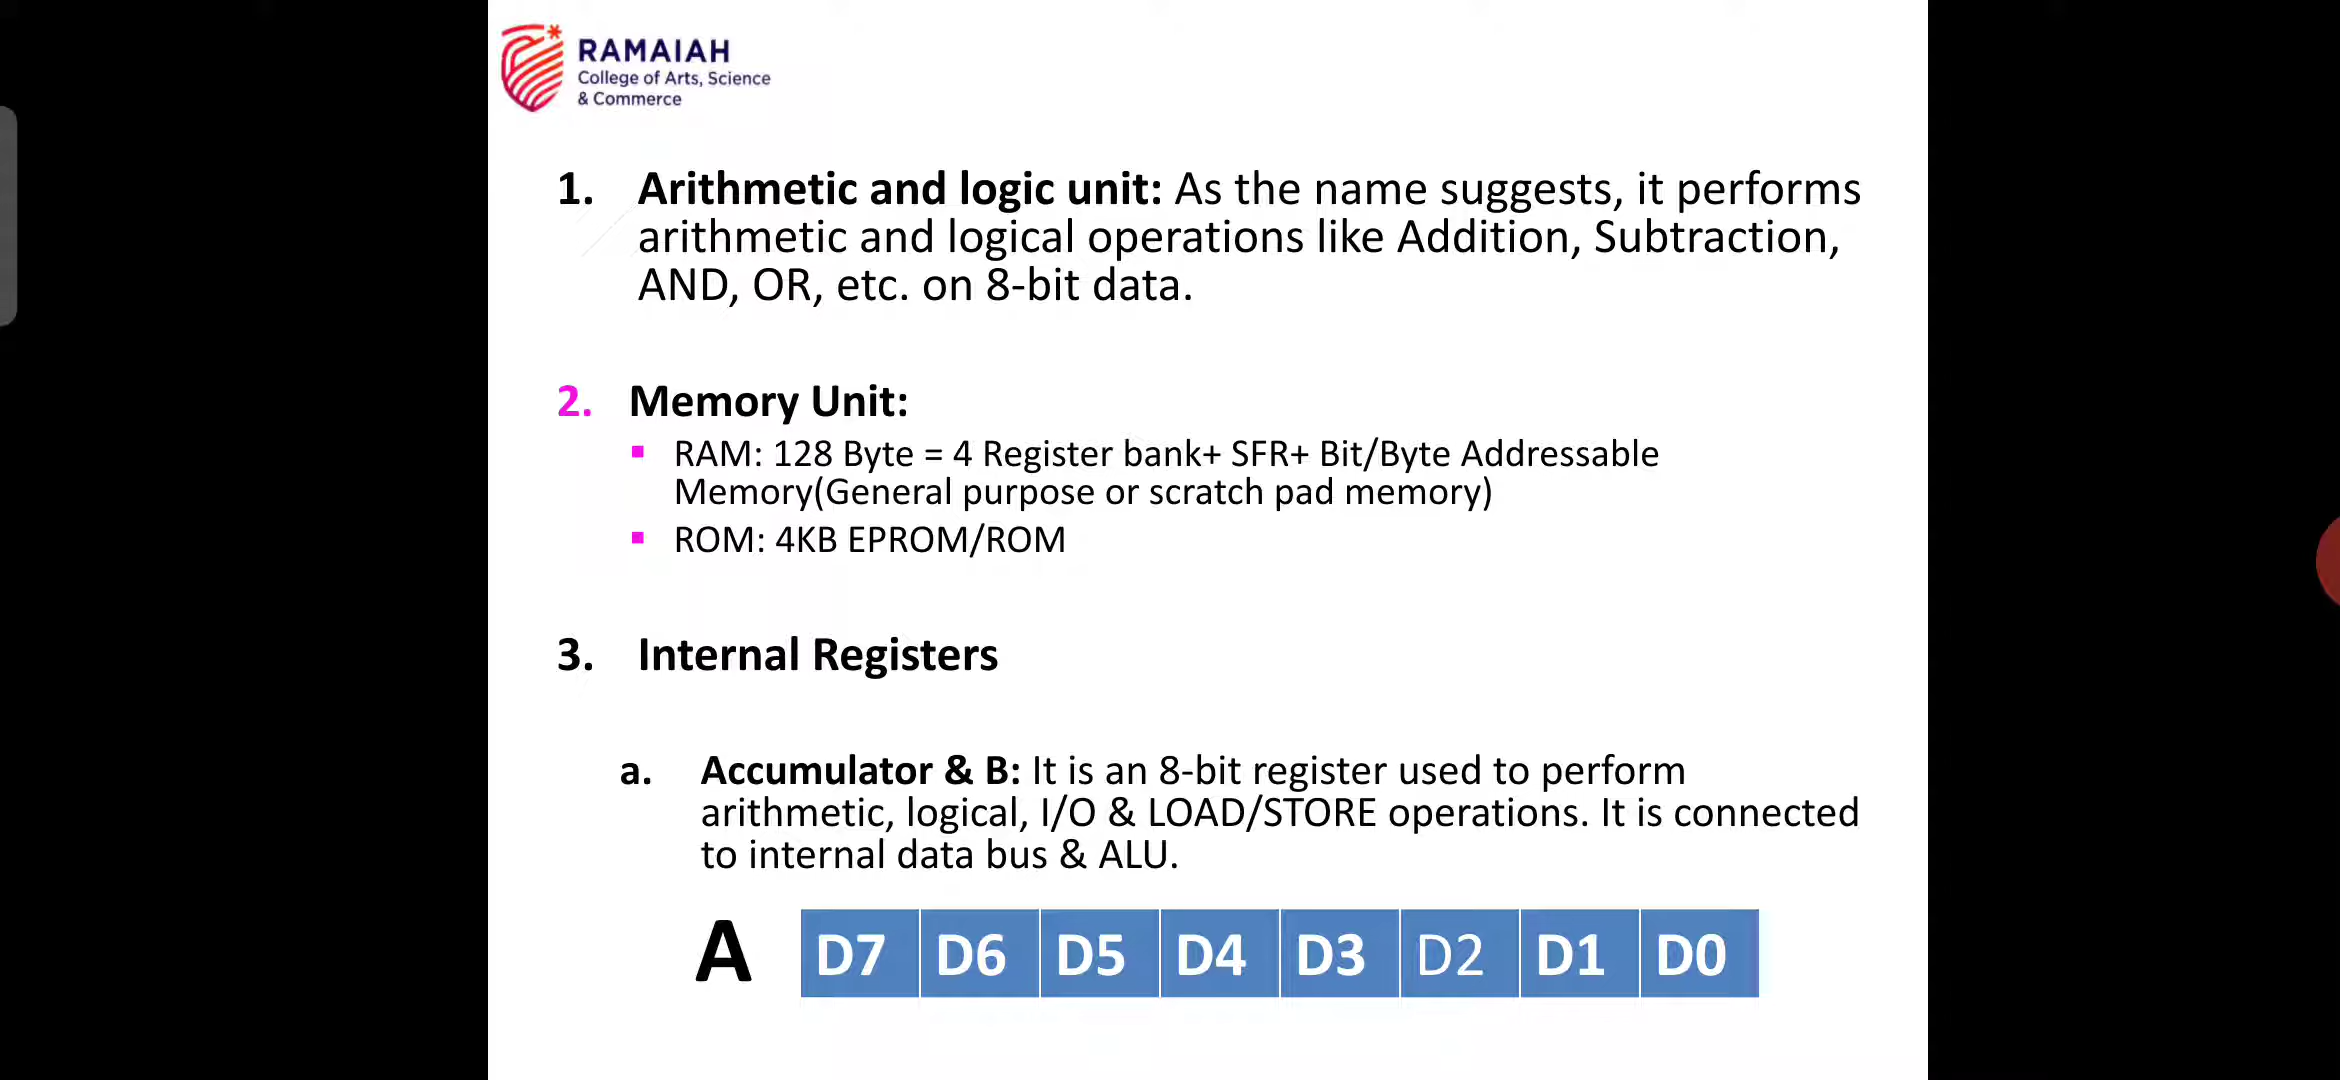 RAMAIAH
College of Arts, Science
& Commerce
1. Arithmetic and logic unit: As the name suggests, it performs
arithmetic and logical operations like Addition, Subtraction,
AND, OR, etc. on 8-bit data.
2. Memory Unit:
▪ RAM: 128 Byte = 4 Register bank+ SFR+ Bit/Byte Addressable
Memory(General purpose or scratch pad memory)
▪ ROM: 4KB EPROM/ROM
3. Internal Registers
a. Accumulator & B: It is an 8-bit register used to perform
arithmetic, logical, I/O & LOAD/STORE operations. It is connected
to internal data bus & ALU.
A D7 D6 D5 D4 D3 D2 D1 D0